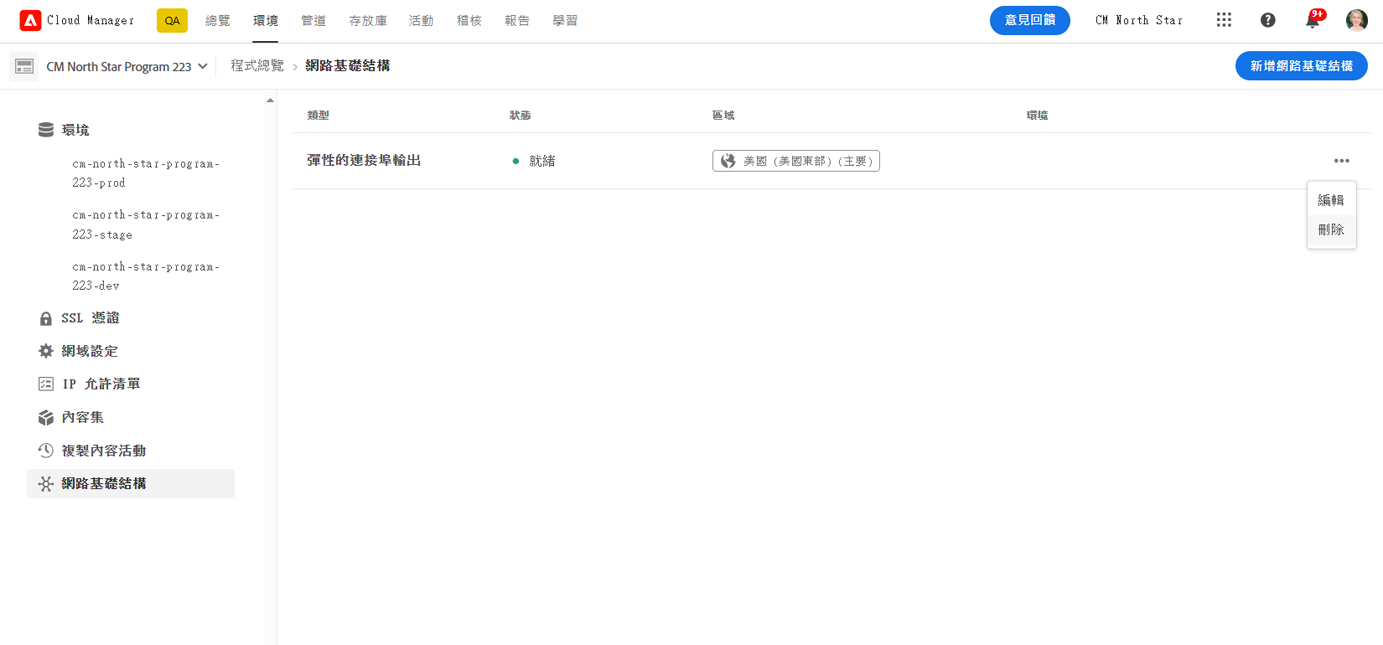 Cloud Manager QA 總覽 環境 管道 存放庫 活動 稽核 報告 學習 意見回饋 CM North Star 9+
CM North Star Program 223 程式總覽 網路基礎結構 新增網路基礎結構
環境
cm-north-star-program-
223-prod
cm-north-star-program-
223-stage
cm-north-star-program-
223-dev
SSL 憑證
網域設定
IP 允許清單
內容集
複製內容活動
網路基礎結構
類型 狀態 區域 環境
彈性的連接埠輸出 就緒 美國 (美國東部) (主要)
編輯
刪除